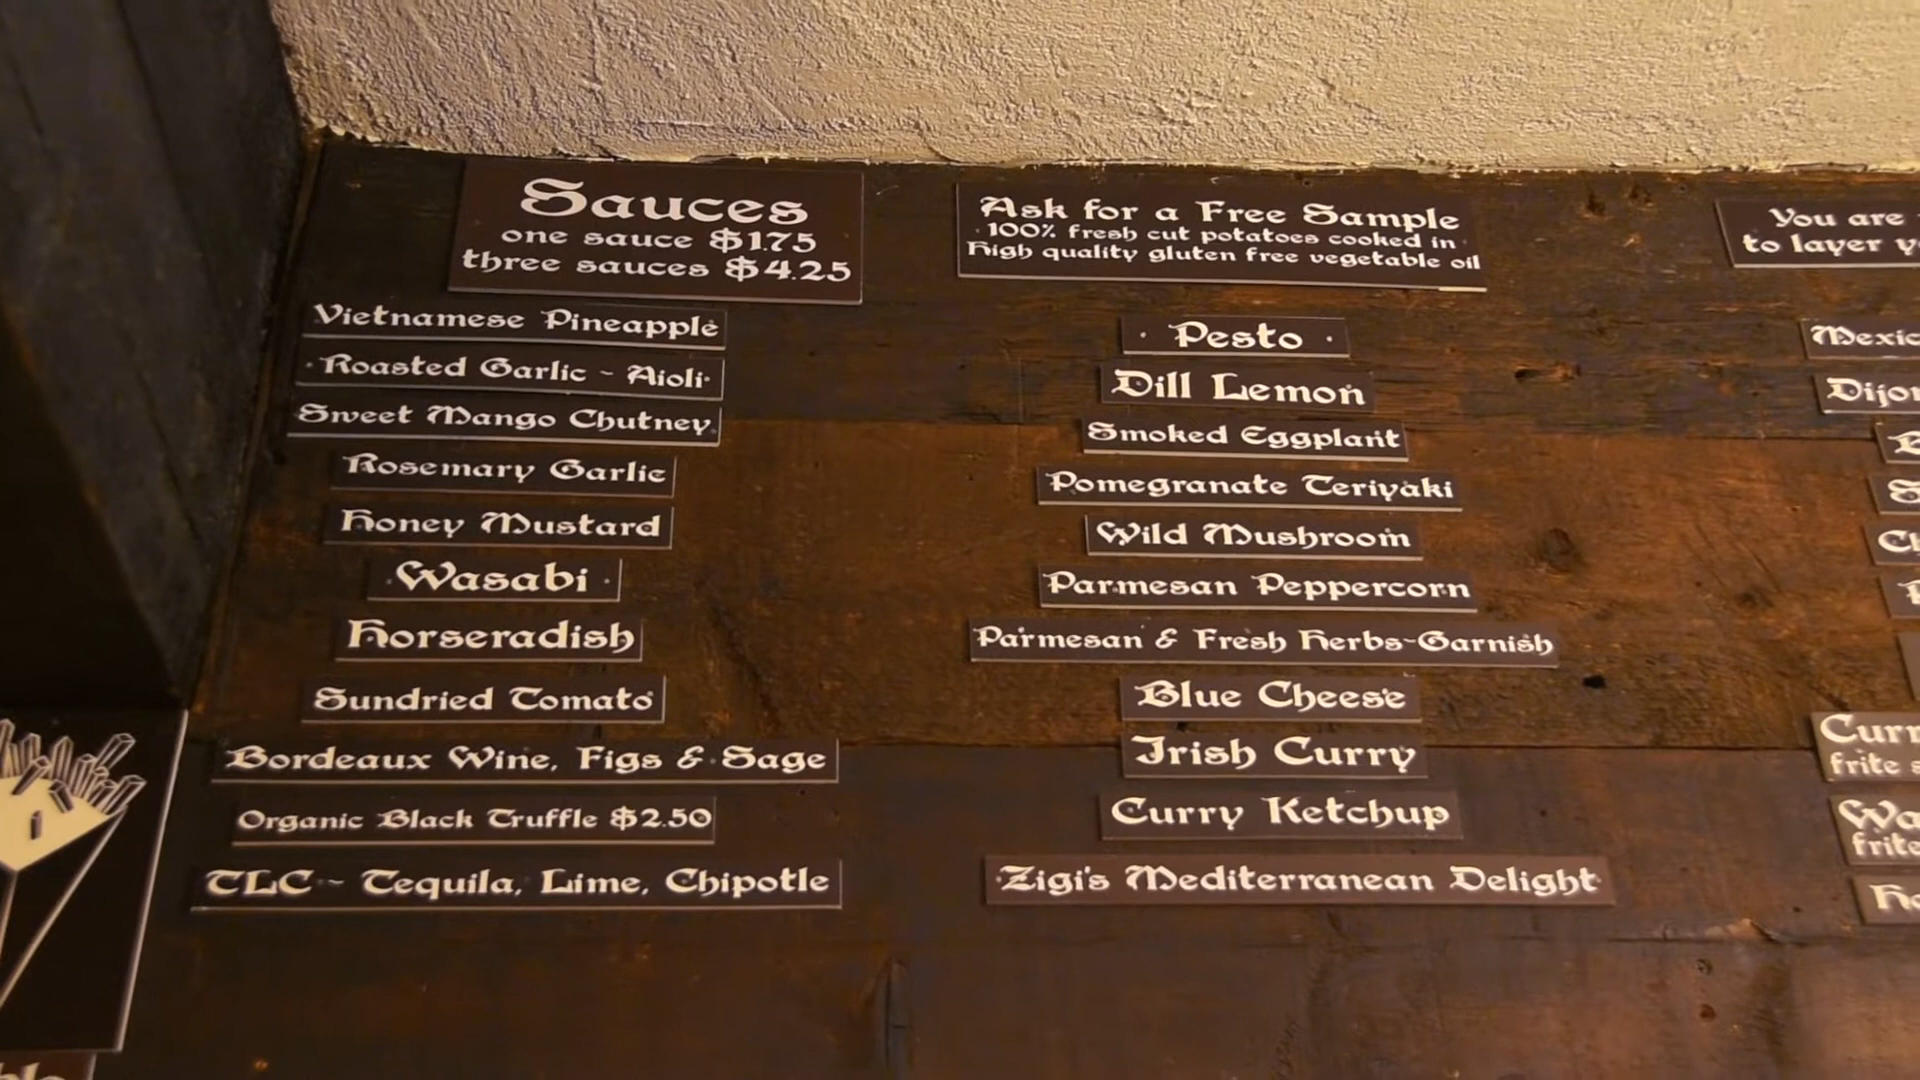 Sauces
one sauce $1.75
three sauces $4.25
Vietnamese Pineapple
Roasted Garlic ~ Aioli
Sweet Mango Chutney
Rosemary Garlic
Honey Mustard
Wasabi
Horseradish
Sundried Tomato
Bordeaux Wine, Figs & Sage
Organic Black Truffle $2.50
TLC ~ Tequila, Lime, Chipotle
Ask for a Free Sample
100% fresh cut potatoes cooked in
High quality gluten free vegetable oil
Pesto
Dill Lemon
Smoked Eggplant
Pomegranate Teriyaki
Wild Mushroom
Parmesan Peppercorn
Parmesan & Fresh Herbs~Garnish
Blue Cheese
Irish Curry
Curry Ketchup
Zigi's Mediterranean Delight
You are
to layer
frite
frite